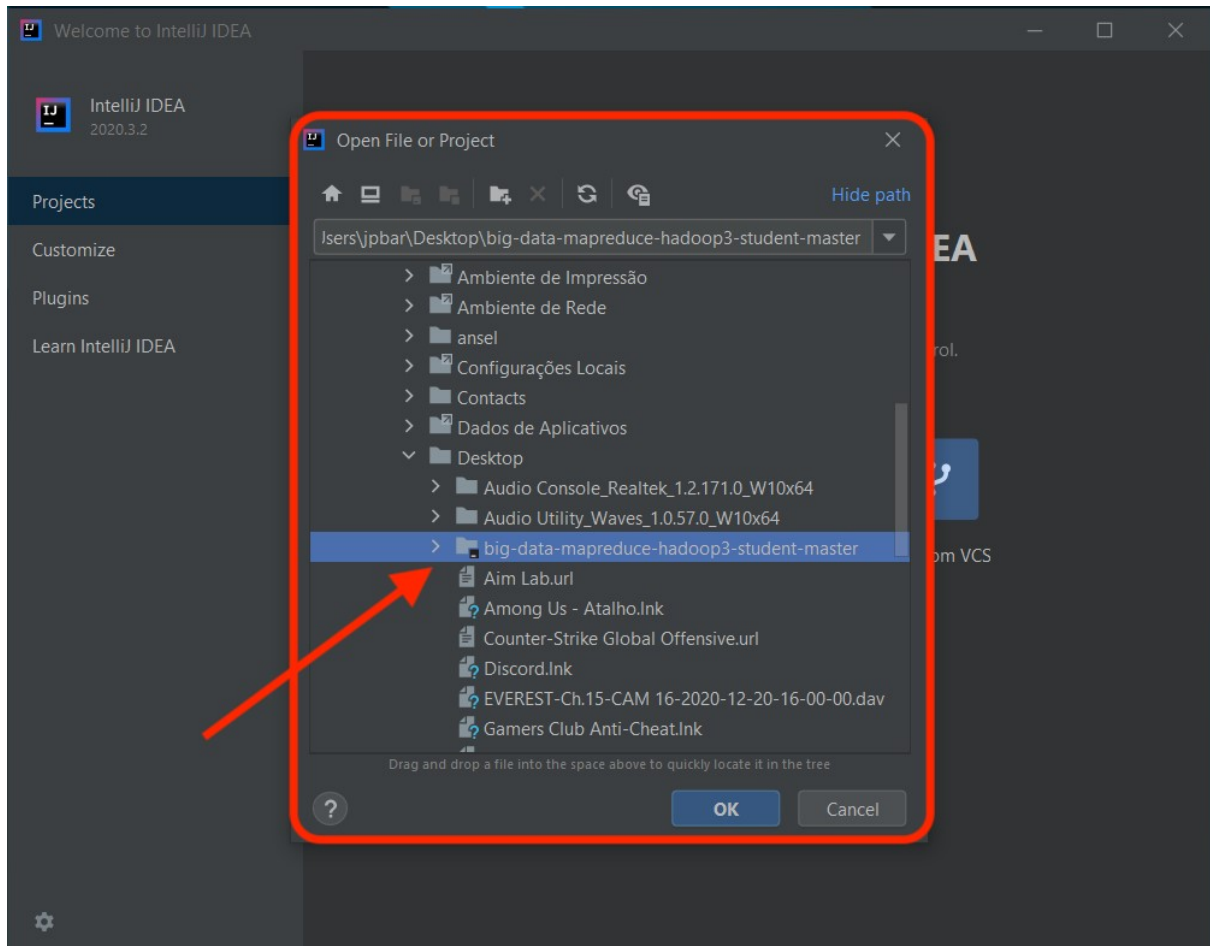 Welcome to IntelliJ IDEA
IntelliJ IDEA
2020.3.2
Projects
Customize
Plugins
Learn IntelliJ IDEA
Open File or Project
Hide path
Jsers\jpbar\Desktop\big-data-mapreduce-hadoop3-student-master
Ambiente de Impressão
Ambiente de Rede
ansel
Configurações Locais
Contacts
Dados de Aplicativos
Desktop
Audio Console_Realtek_1.2.171.0_W10x64
Audio Utility_Waves_1.0.57.0_W10x64
big-data-mapreduce-hadoop3-student-master
Aim Lab.url
Among Us - Atalho.lnk
Counter-Strike Global Offensive.url
Discord.lnk
EVEREST-Ch.15-CAM 16-2020-12-20-16-00-00.dav
Gamers Club Anti-Cheat.lnk
Drag and drop a file into the space above to quickly locate it in the tree
?
OK
Cancel
EA
rol.
om VCS